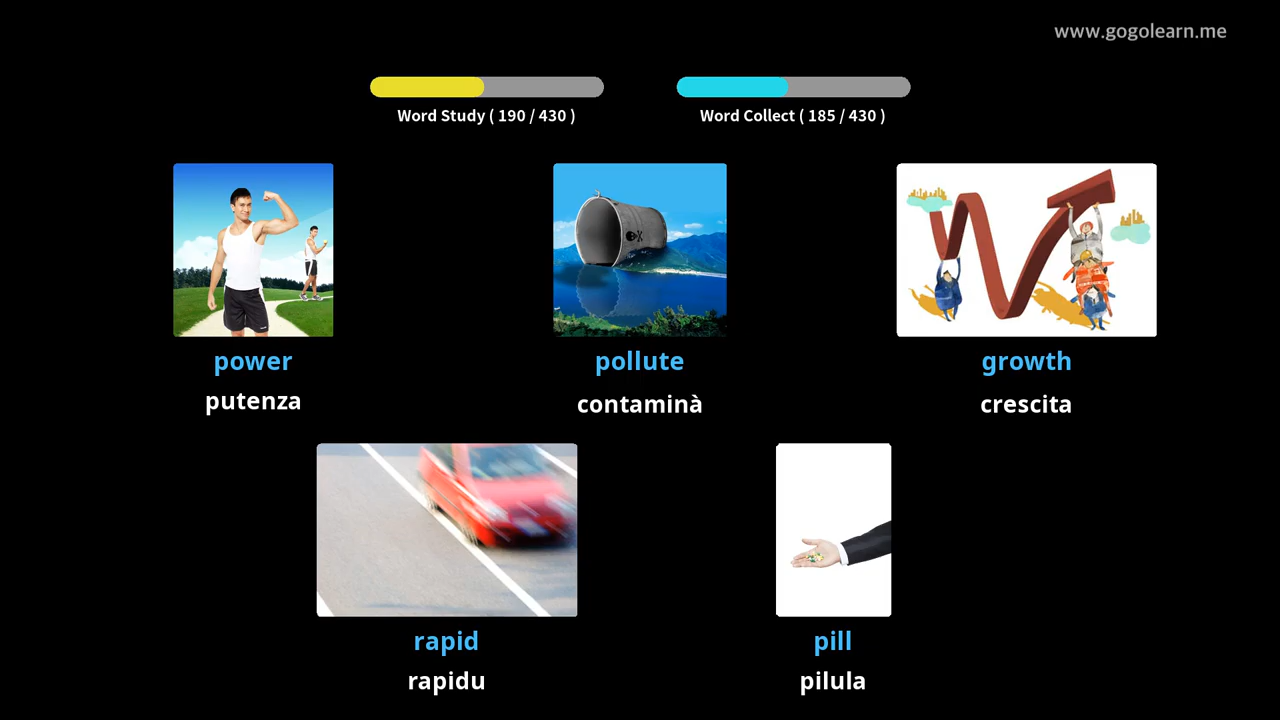 www.gogolearn.me
Word Study ( 190 / 430 )
Word Collect ( 185 / 430 )
power
putenza
pollute
contaminà
growth
crescita
rapid
rapidu
pill
pilula